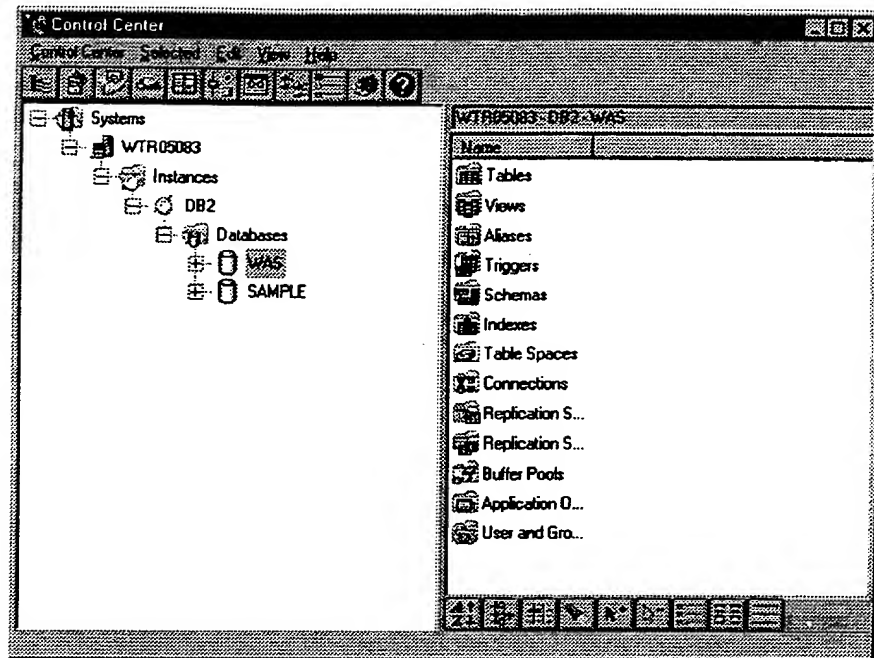 Control Center
Control Center Selected Edit View Help
Systems
WTR05083
Instances
DB2
Databases
WAS
SAMPLE
WTR05083 - DB2 - WAS
Name
Tables
Views
Aliases
Triggers
Schemas
Indexes
Table Spaces
Connections
Replication S...
Replication S...
Buffer Pools
Application O...
User and Gro...